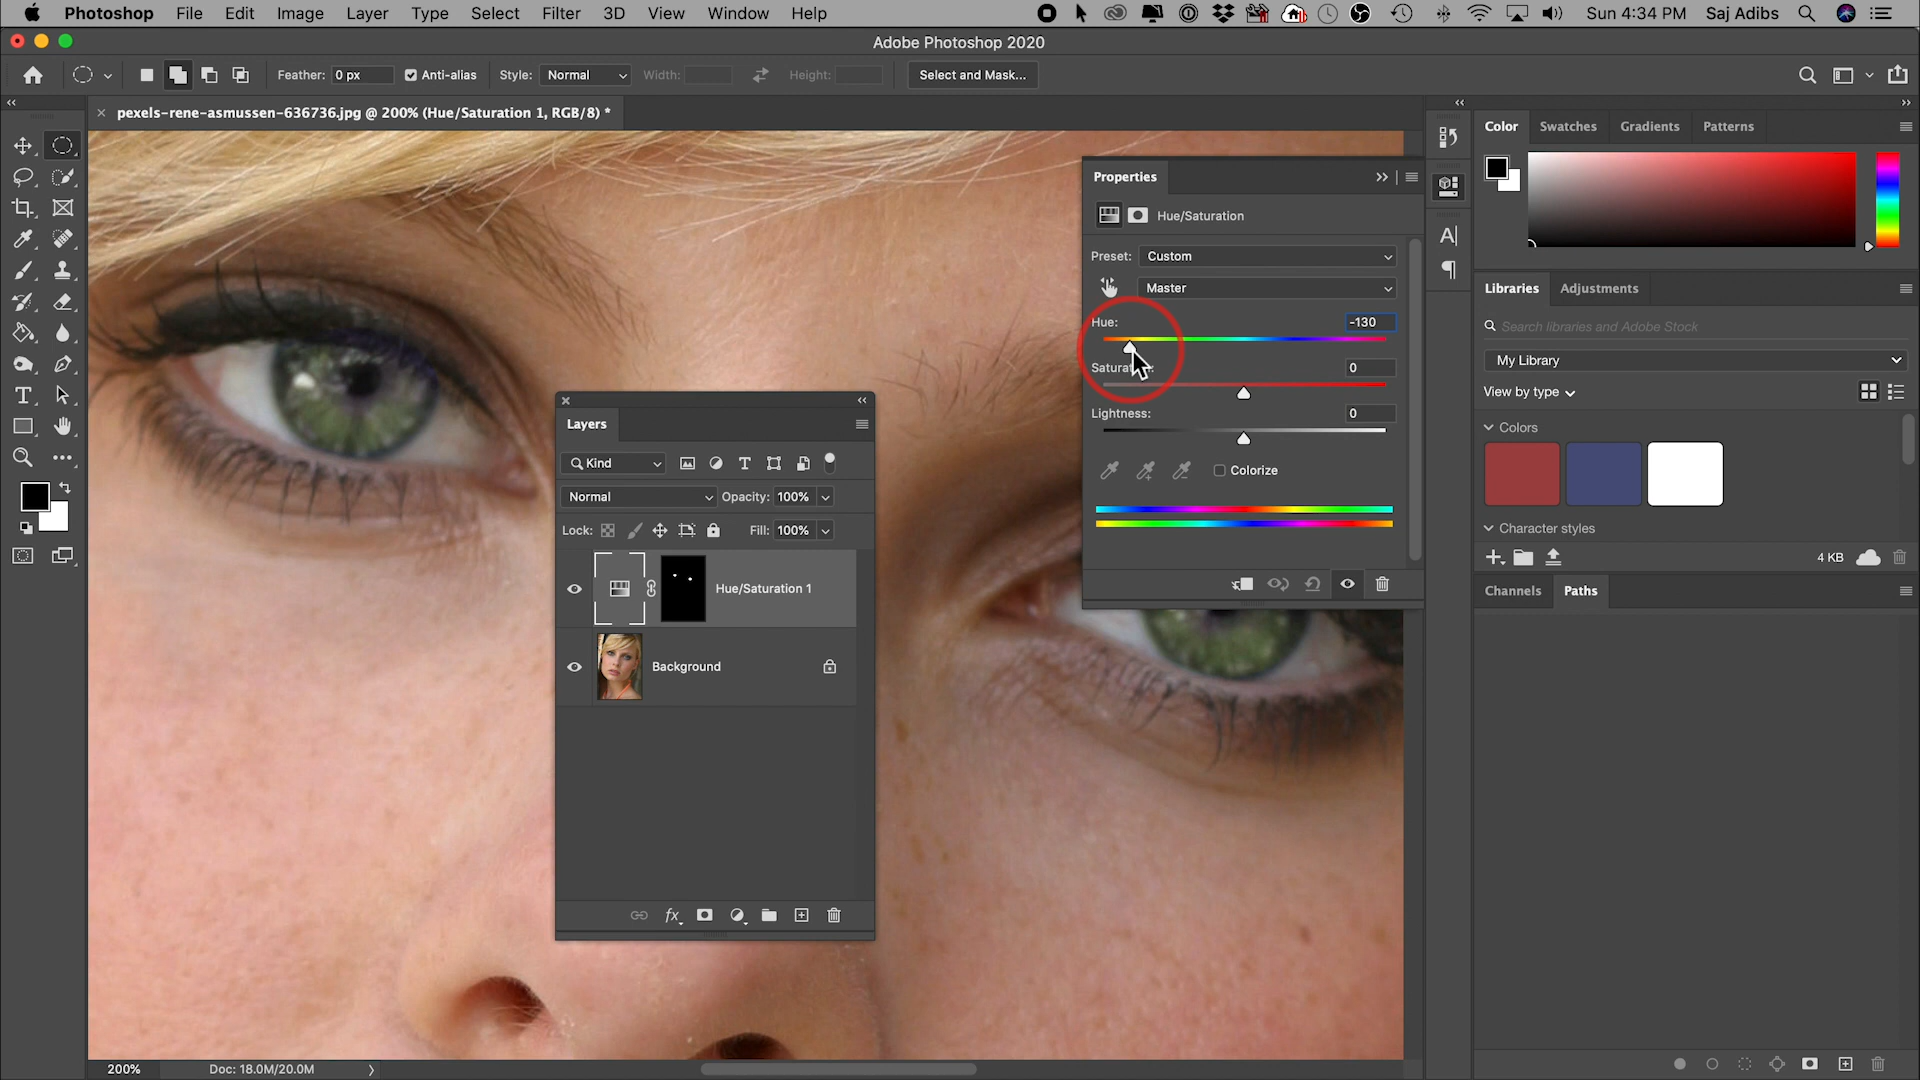 Photoshop File Edit Image Layer Type Select Filter 3D View Window Help Sun 4:34 PM Saj Adibs
Adobe Photoshop 2020
Feather: 0 px Anti-alias Style: Normal Width: Height: Select and Mask...
pexels-rene-asmussen-636736.jpg @ 200% (Hue/Saturation 1, RGB/8) *
Properties
Hue/Saturation
Preset: Custom
Master
Hue: -130
Saturation: 0
Lightness: 0
Colorize
Layers
Kind
Normal Opacity: 100%
Lock: Fill: 100%
Hue/Saturation 1
Background
fx
Color Swatches Gradients Patterns
Libraries Adjustments
Search libraries and Adobe Stock
My Library
View by type
Colors
Character styles
4 KB
Channels Paths
200% Doc: 18.0M/20.0M